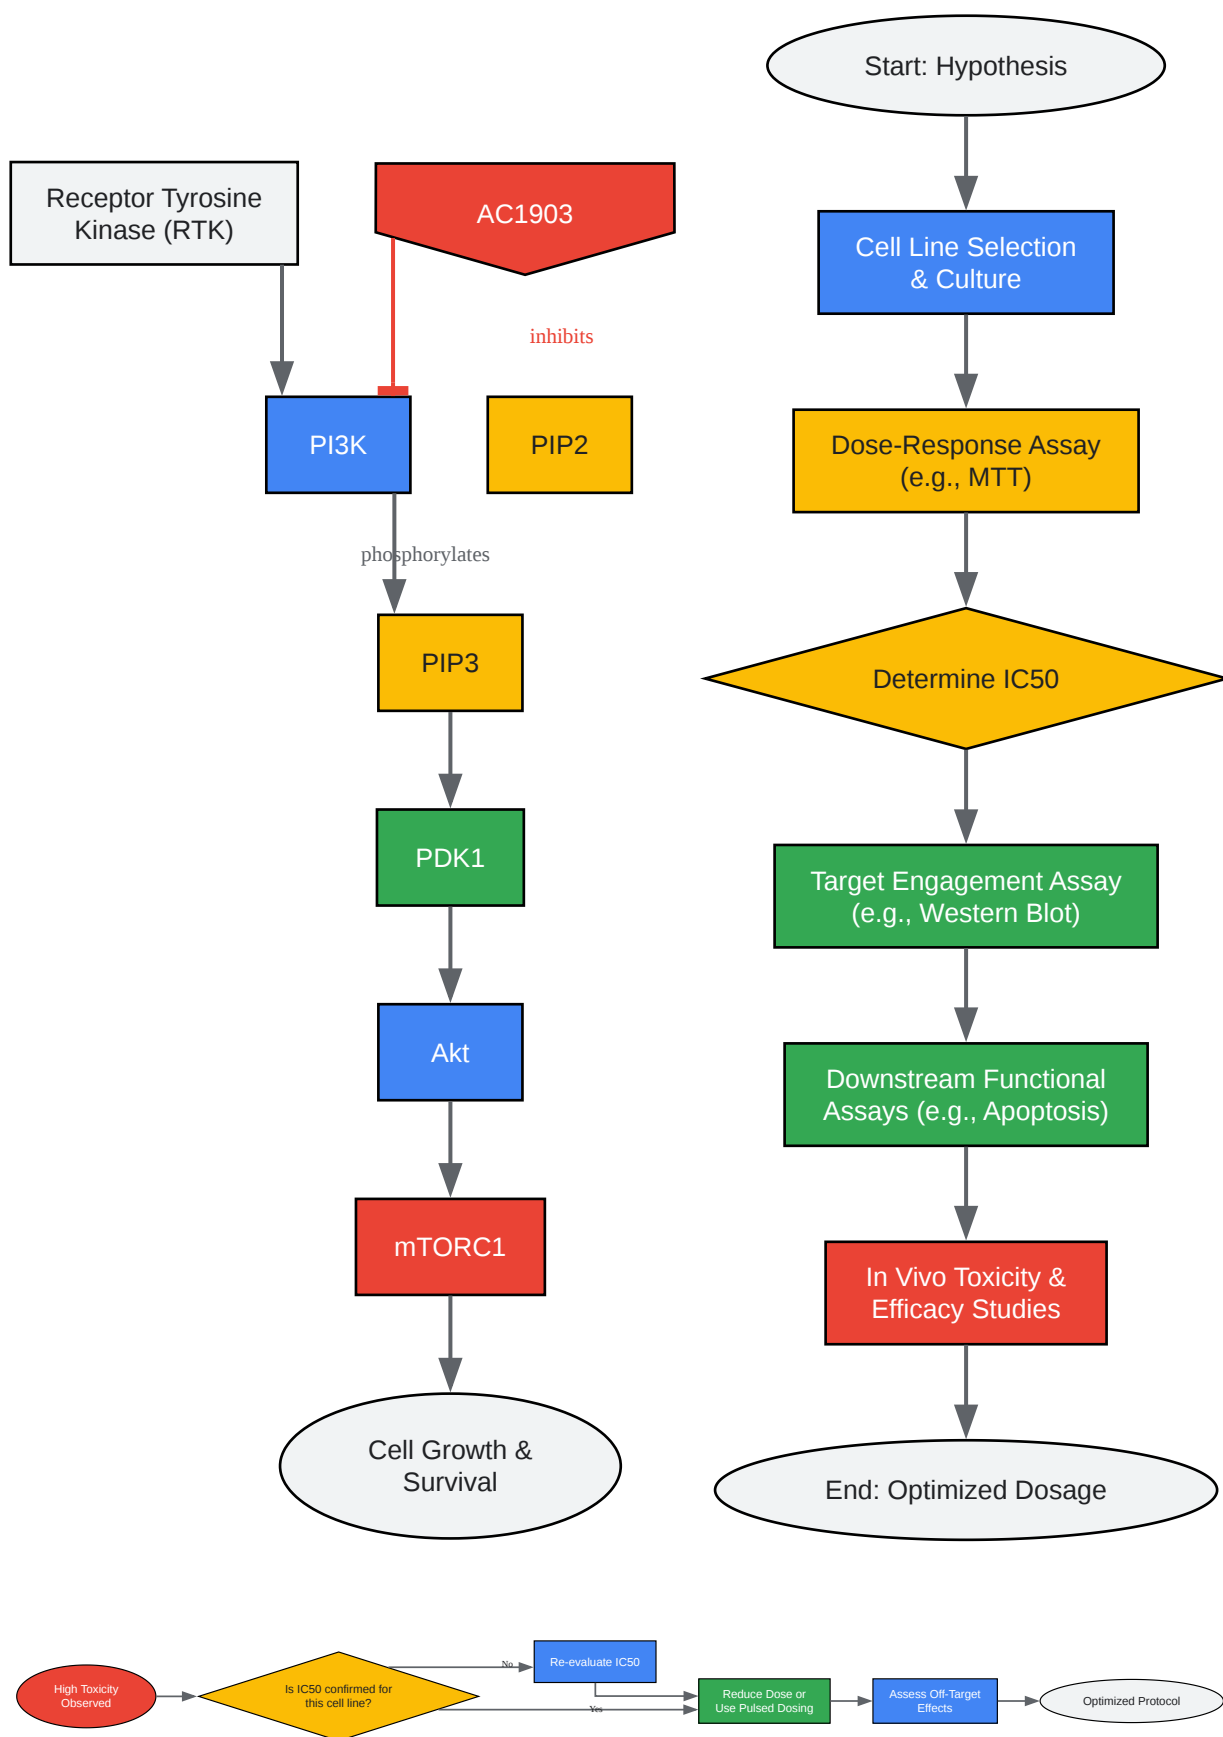 Receptor Tyrosine
Kinase (RTK)
AC1903
inhibits
PI3K
PIP2
phosphorylates
PIP3
PDK1
Akt
mTORC1
Cell Growth &
Survival
Start: Hypothesis
Cell Line Selection
& Culture
Dose-Response Assay
(e.g., MTT)
Determine IC50
Target Engagement Assay
(e.g., Western Blot)
Downstream Functional
Assays (e.g., Apoptosis)
In Vivo Toxicity &
Efficacy Studies
End: Optimized Dosage
High Toxicity
Observed
Is IC50 confirmed for
this cell line?
No
Re-evaluate IC50
Yes
Reduce Dose or
Use Pulsed Dosing
Assess Off-Target
Effects
Optimized Protocol